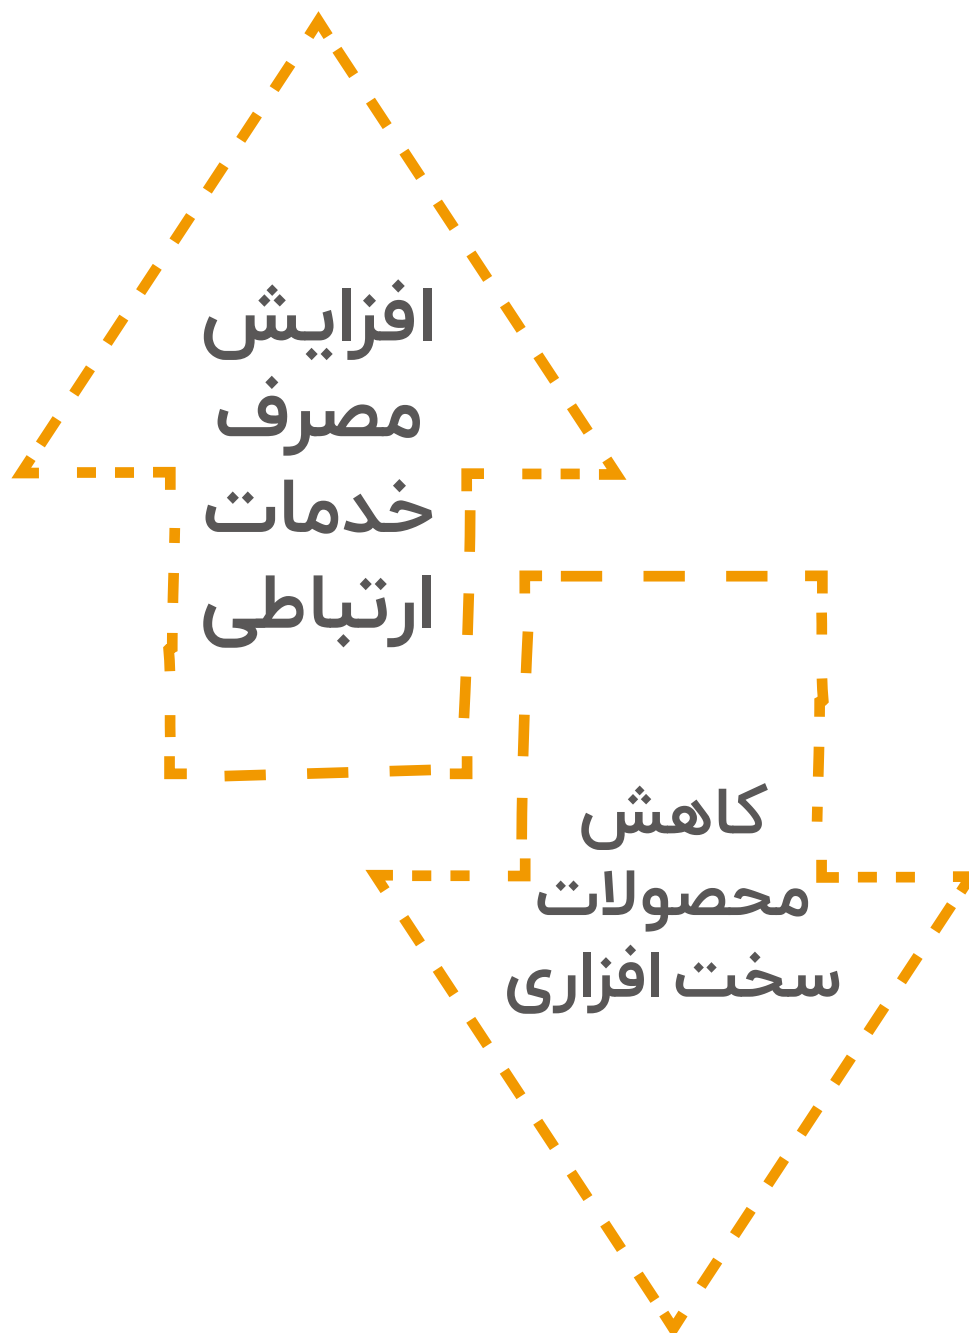 افزایش
مصرف
خدمات
ارتباطی
کاهش
محصولات
سخت افزاری